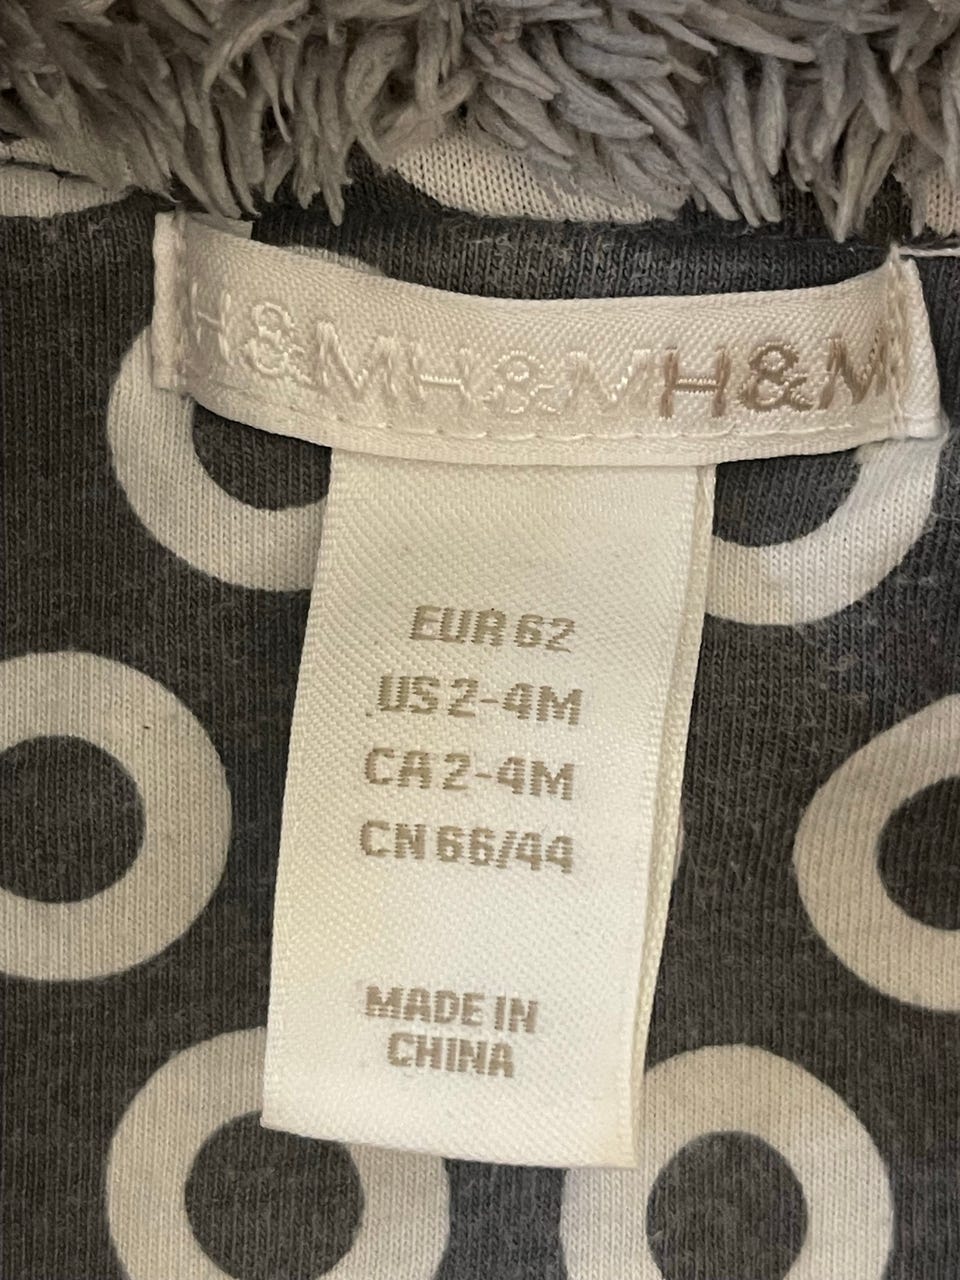 H&MH&MH&M
EUR 62
US 2-4M
CA 2-4M
CN 66/44
MADE IN
CHINA